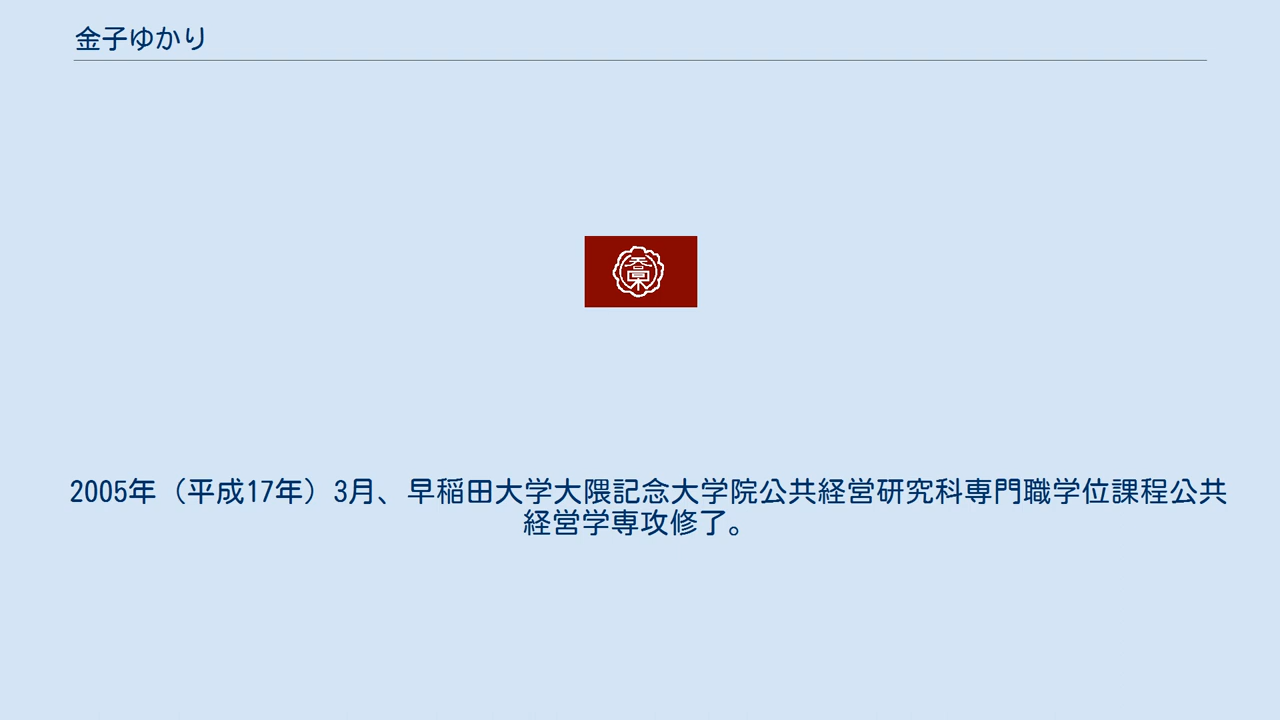 金子ゆかり
2005年（平成17年）3月、早稲田大学大隈記念大学院公共経営研究科専門職学位課程公共
経営学専攻修了。